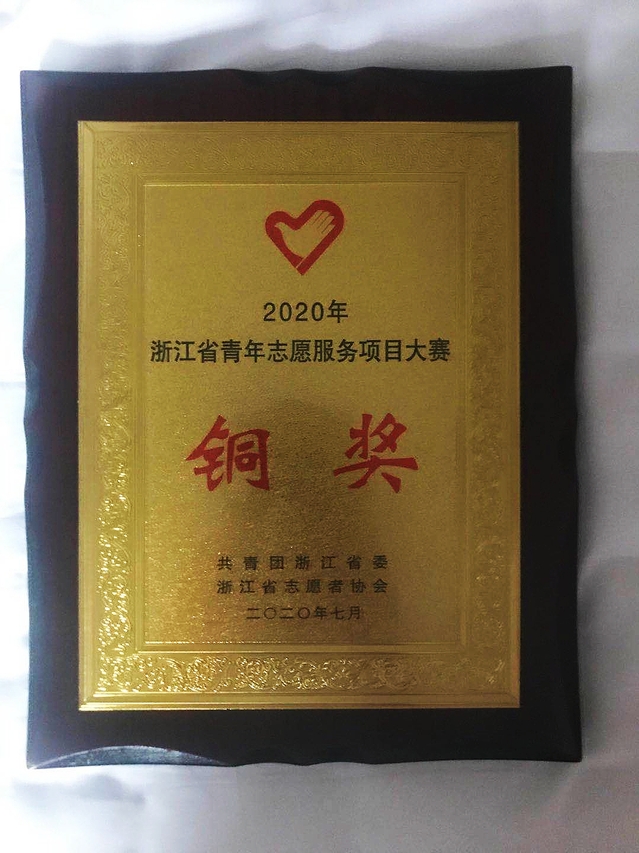 2020年
浙江省青年志愿服务项目大赛
铜奖
共青团浙江省委
浙江省志愿者协会
二〇二〇年七月